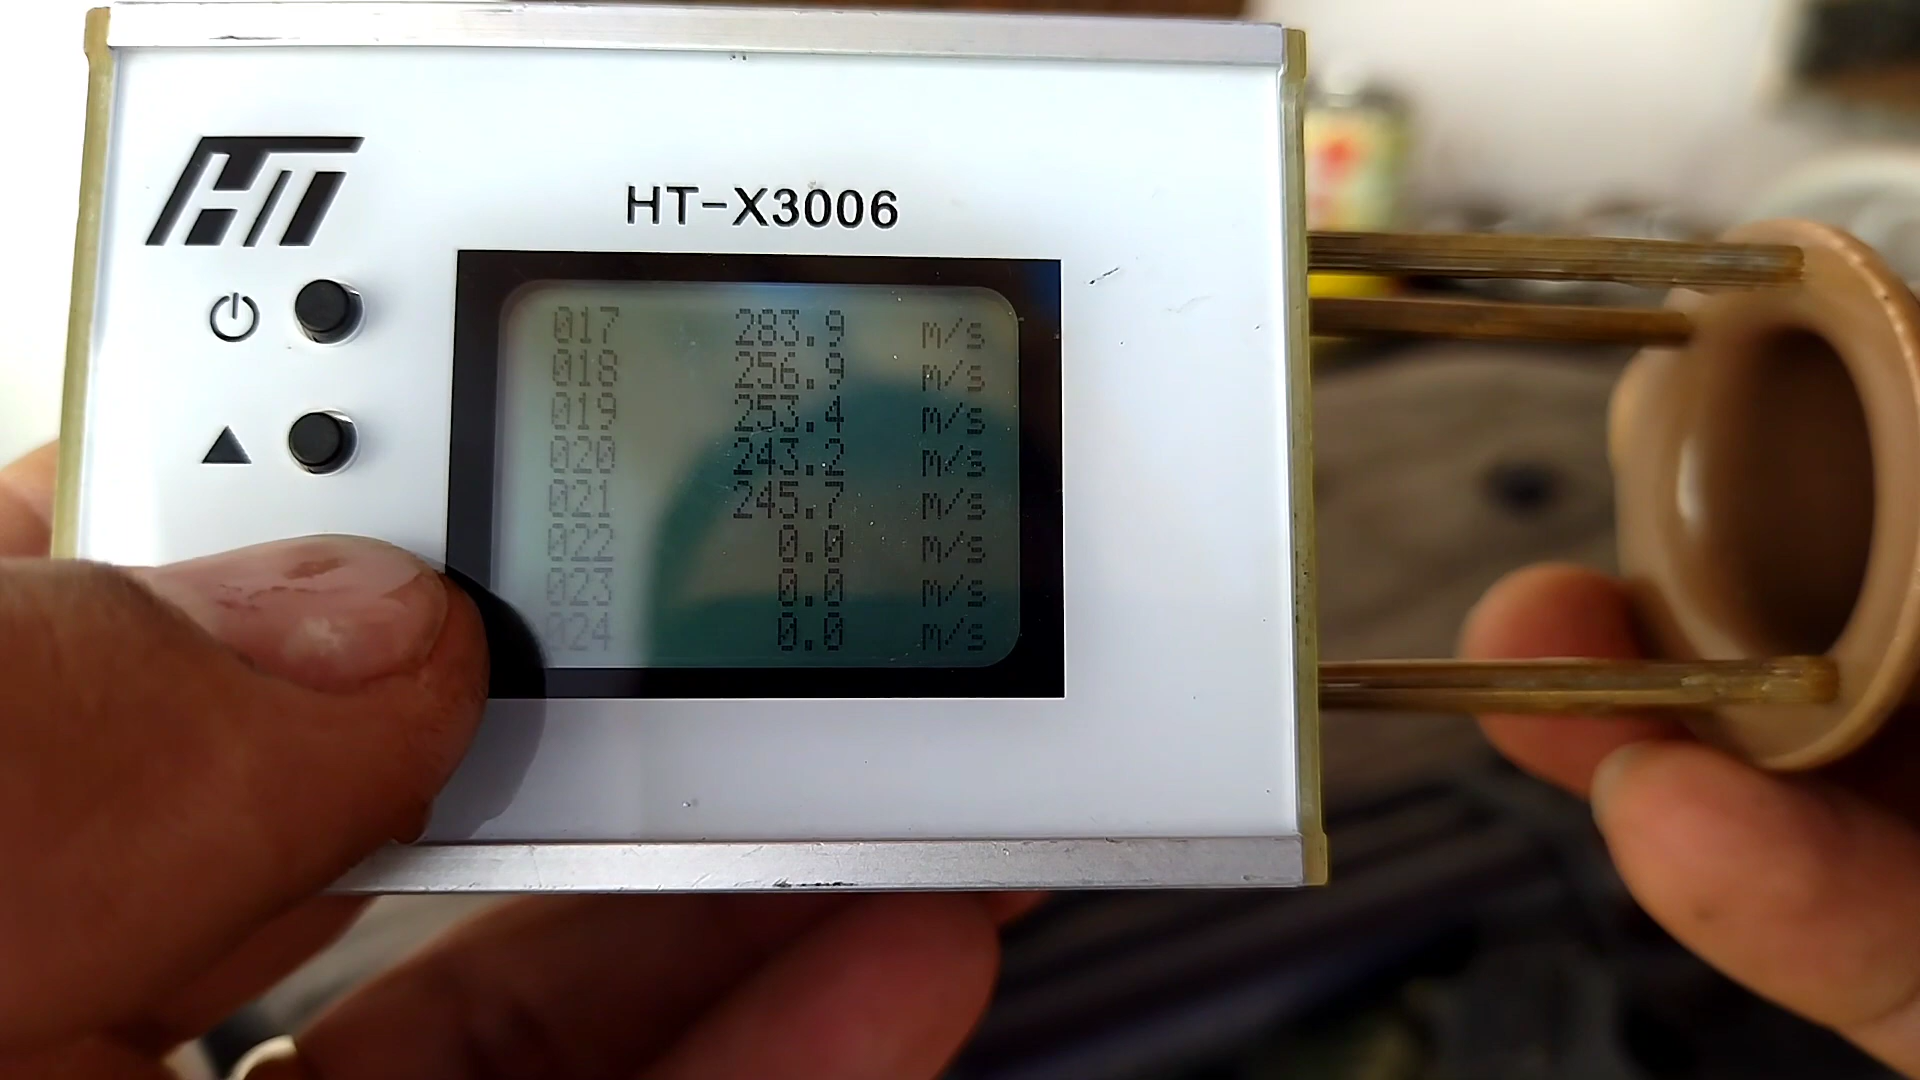 HT
HT-X3006
017 283.9 m/s
018 256.9 m/s
019 253.4 m/s
020 243.2 m/s
021 245.7 m/s
022 0.0 m/s
023 0.0 m/s
024 0.0 m/s